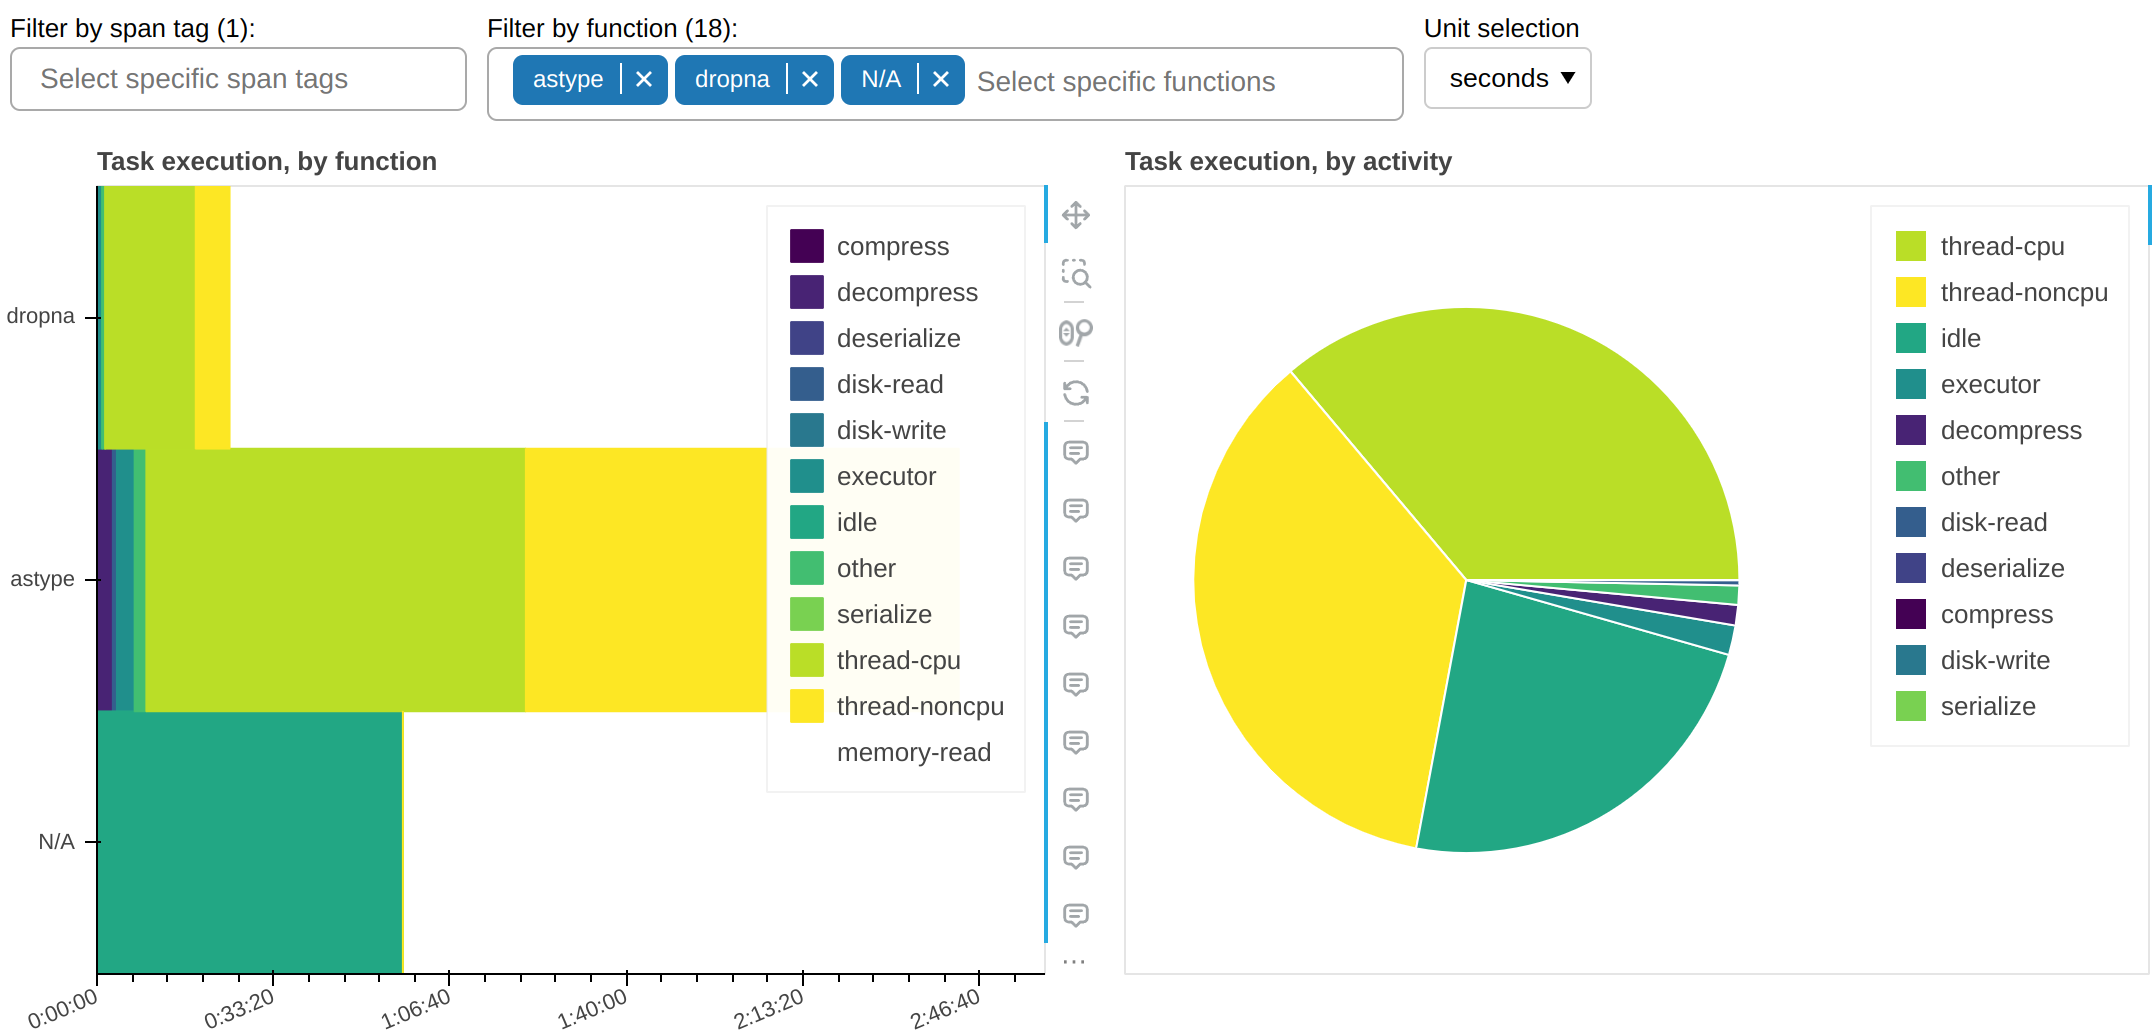 Filter by span tag (1):
Select specific span tags
Filter by function (18):
astype
dropna
N/A
Select specific functions
Unit selection
seconds
Task execution, by function
dropna
astype
N/A
0:00:00
0:33:20
1:06:40
1:40:00
2:13:20
2:46:40
compress
decompress
deserialize
disk-read
disk-write
executor
idle
other
serialize
thread-cpu
thread-noncpu
memory-read
Task execution, by activity
thread-cpu
thread-noncpu
idle
executor
decompress
other
disk-read
deserialize
compress
disk-write
serialize